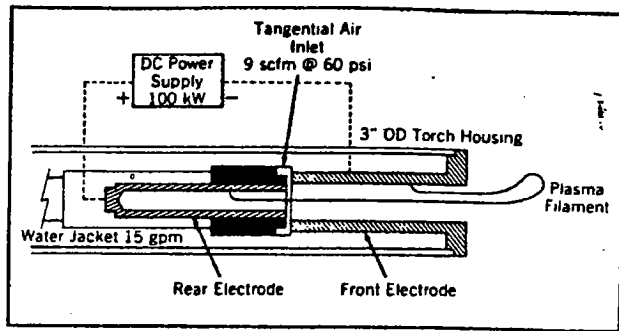 Tangential Air
Inlet
9 scfm @ 60 psi
DC Power
Supply
+ 100 kW −
3" OD Torch Housing
Plasma
Filament
Water Jacket 15 gpm
Rear Electrode
Front Electrode